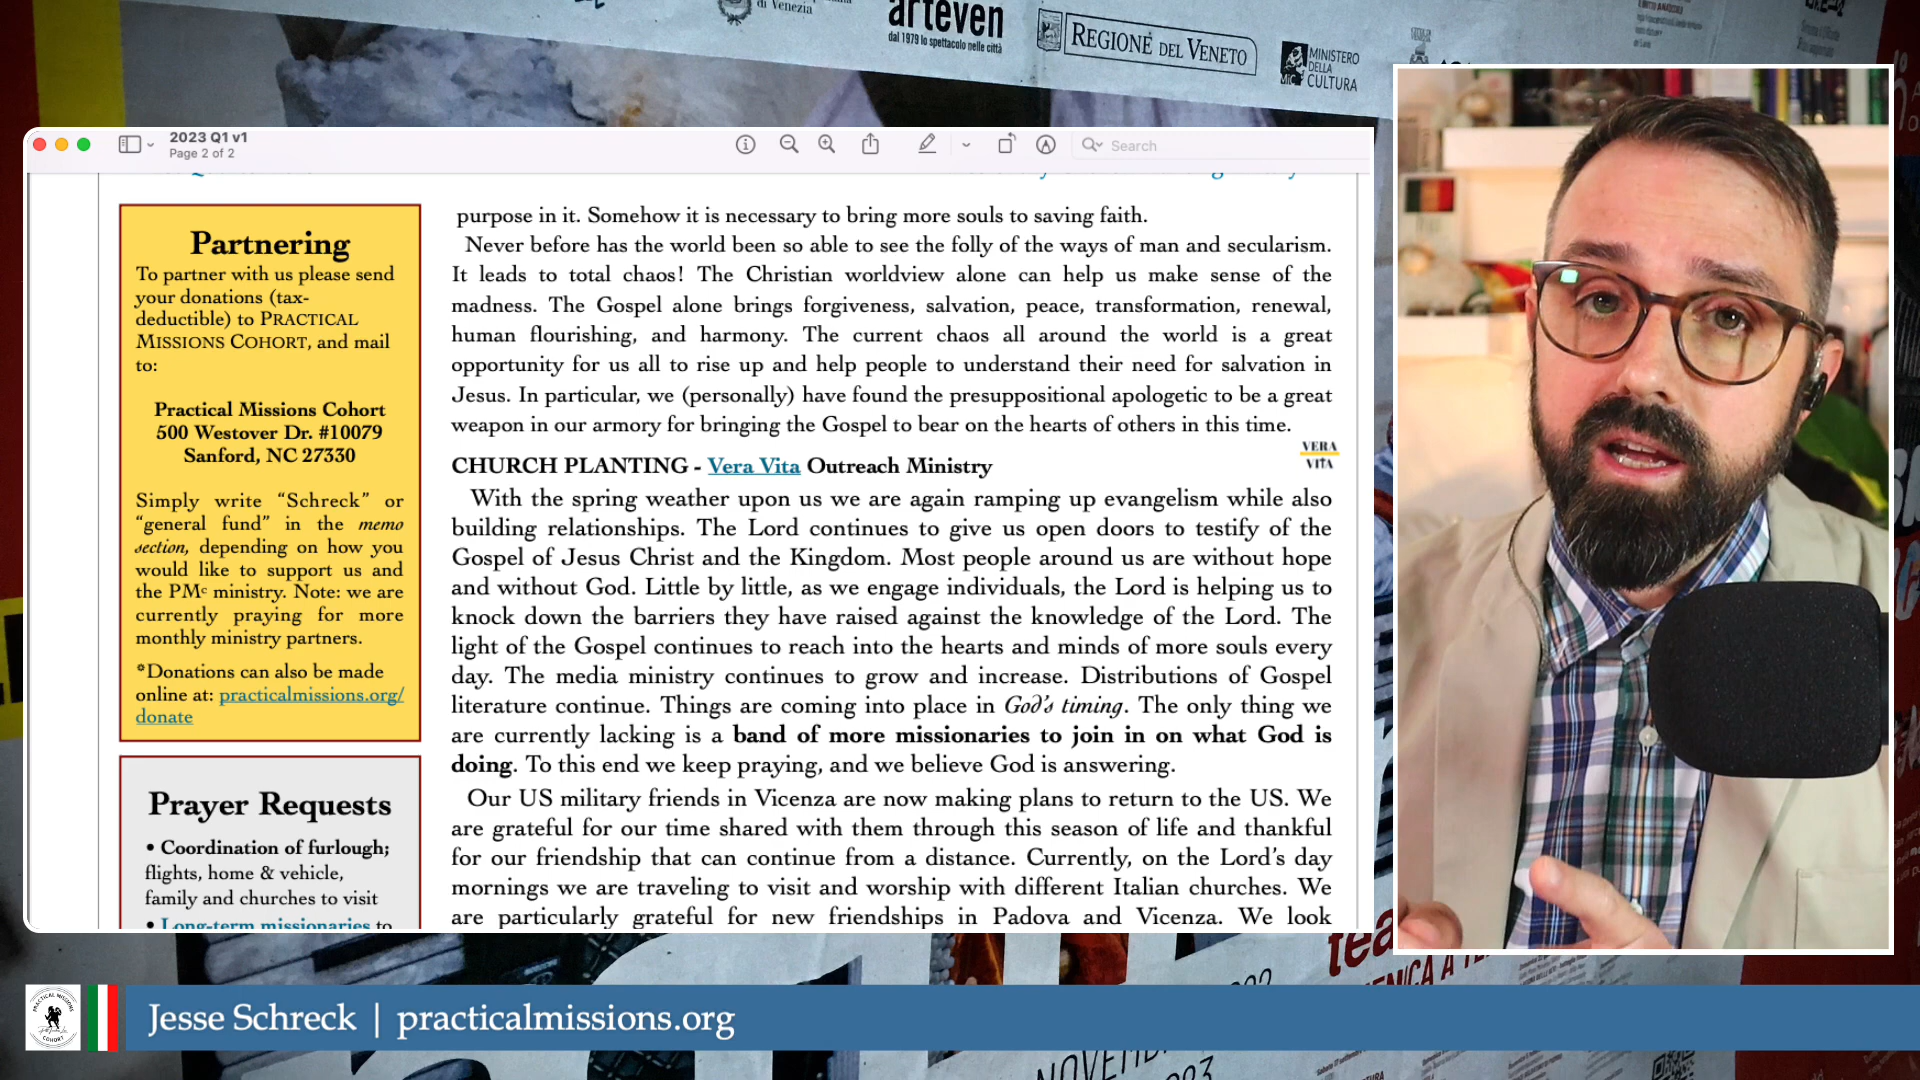 di Venezia
arteven
dal 1979 lo spettacolo nelle città
REGIONE DEL VENETO
MiC
MINISTERO
DELLA
CULTURA
2023 Q1 v1
Page 2 of 2
Search
Partnering
To partner with us please send
your donations (tax-
deductible) to PRACTICAL
MISSIONS COHORT, and mail
to:
Practical Missions Cohort
500 Westover Dr. #10079
Sanford, NC 27330
Simply write “Schreck” or
“general fund” in the memo
section, depending on how you
would like to support us and
the PMc ministry. Note: we are
currently praying for more
monthly ministry partners.
*Donations can also be made
online at: practicalmissions.org/
donate
Prayer Requests
• Coordination of furlough;
flights, home & vehicle,
family and churches to visit
• Long-term missionaries to
purpose in it. Somehow it is necessary to bring more souls to saving faith.
Never before has the world been so able to see the folly of the ways of man and secularism.
It leads to total chaos! The Christian worldview alone can help us make sense of the
madness. The Gospel alone brings forgiveness, salvation, peace, transformation, renewal,
human flourishing, and harmony. The current chaos all around the world is a great
opportunity for us all to rise up and help people to understand their need for salvation in
Jesus. In particular, we (personally) have found the presuppositional apologetic to be a great
weapon in our armory for bringing the Gospel to bear on the hearts of others in this time.
VERA
VITA
CHURCH PLANTING - Vera Vita Outreach Ministry
With the spring weather upon us we are again ramping up evangelism while also
building relationships. The Lord continues to give us open doors to testify of the
Gospel of Jesus Christ and the Kingdom. Most people around us are without hope
and without God. Little by little, as we engage individuals, the Lord is helping us to
knock down the barriers they have raised against the knowledge of the Lord. The
light of the Gospel continues to reach into the hearts and minds of more souls every
day. The media ministry continues to grow and increase. Distributions of Gospel
literature continue. Things are coming into place in God's timing. The only thing we
are currently lacking is a band of more missionaries to join in on what God is
doing. To this end we keep praying, and we believe God is answering.
Our US military friends in Vicenza are now making plans to return to the US. We
are grateful for our time shared with them through this season of life and thankful
for our friendship that can continue from a distance. Currently, on the Lord's day
mornings we are traveling to visit and worship with different Italian churches. We
are particularly grateful for new friendships in Padova and Vicenza. We look
PRACTICAL MISSIONS
COHORT
Jesse Schreck | practicalmissions.org